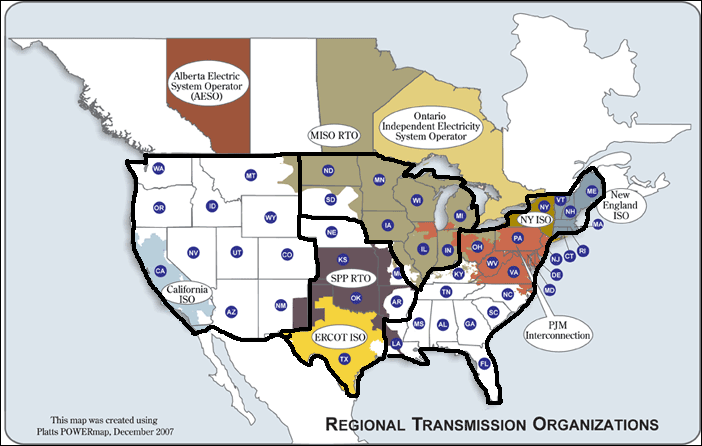 Alberta Electric
System Operator
(AESO)
MISO RTO
Ontario
Independent Electricity
System Operator
WA
MT
ND
MN
OR
ID
WY
SD
WI
MI
NY
VT
NH
ME
New
England
ISO
NY ISO
MA
NV
UT
CO
NE
IA
IL
IN
OH
PA
WV
VA
NJ
CT
RI
DE
MD
CA
California
ISO
AZ
NM
KS
SPP RTO
OK
KY
TN
NC
SC
AR
MS
AL
GA
PJM
Interconnection
ERCOT ISO
TX
LA
FL
This map was created using
Platts POWERmap, December 2007
REGIONAL TRANSMISSION ORGANIZATIONS